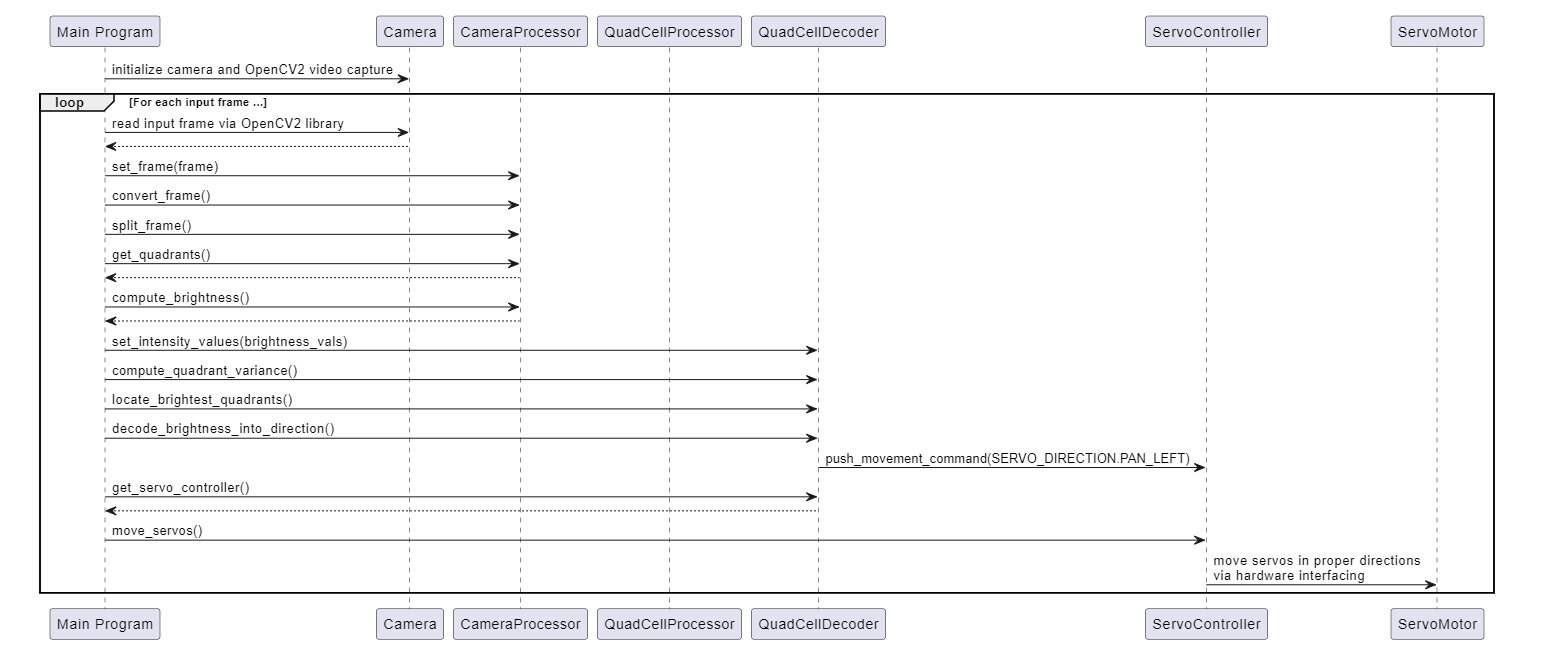 Main Program Camera CameraProcessor QuadCellProcessor QuadCellDecoder ServoController ServoMotor
initialize camera and OpenCV2 video capture
loop [For each input frame ...]
read input frame via OpenCV2 library
set_frame(frame)
convert_frame()
split_frame()
get_quadrants()
compute_brightness()
set_intensity_values(brightness_vals)
compute_quadrant_variance()
locate_brightest_quadrants()
decode_brightness_into_direction()
push_movement_command(SERVO_DIRECTION.PAN_LEFT)
get_servo_controller()
move_servos()
move servos in proper directions
via hardware interfacing
Main Program Camera CameraProcessor QuadCellProcessor QuadCellDecoder ServoController ServoMotor